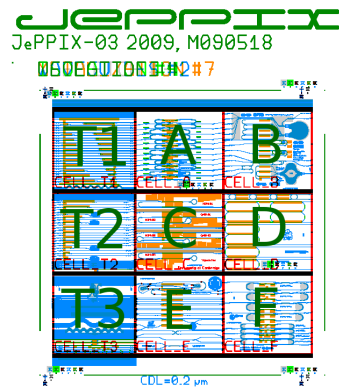 JePPIX
JePPIX-03 2009, M090518
T1 A B
CELL_T1 CELL_A CELL_B
T2 C D
CELL_T2 CELL_C CELL_D
T3 E F
CELL_T3 CELL_E CELL_F
CDL=0.2 µm